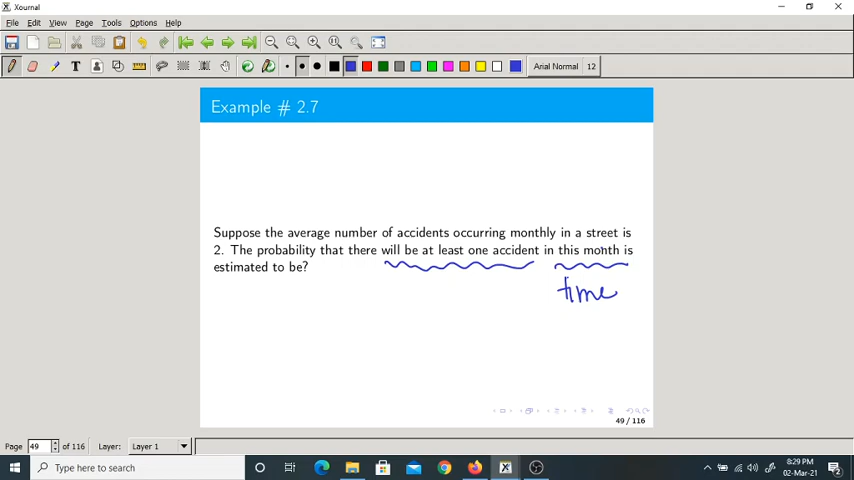 Xournal
File Edit View Page Tools Options Help
Arial Normal 12
Example # 2.7
Suppose the average number of accidents occurring monthly in a street is
2. The probability that there will be at least one accident in this month is
estimated to be?
time
49 / 116
Page 49 of 116 Layer: Layer 1
Type here to search
8:29 PM
02-Mar-21
2